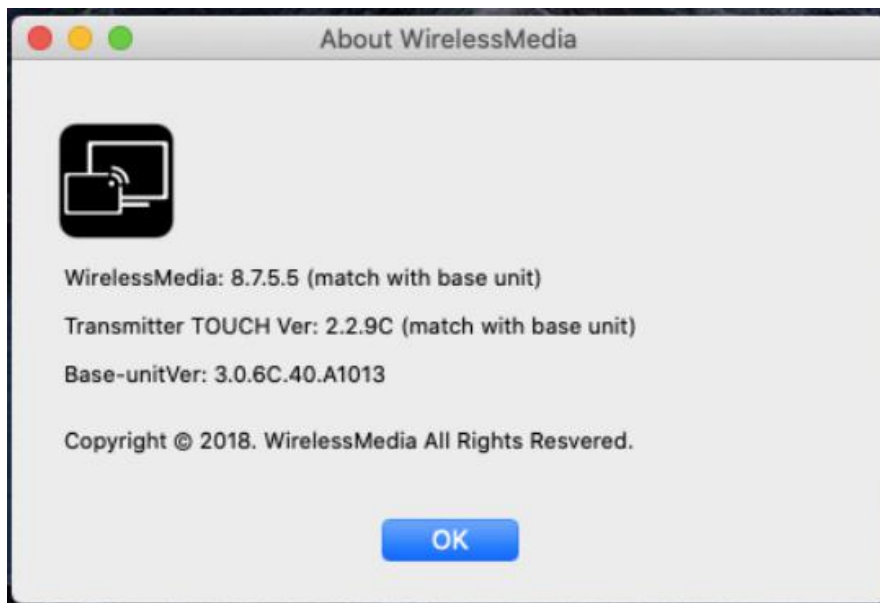 About WirelessMedia
WirelessMedia: 8.7.5.5 (match with base unit)
Transmitter TOUCH Ver: 2.2.9C (match with base unit)
Base-unitVer: 3.0.6C.40.A1013
Copyright © 2018. WirelessMedia All Rights Resvered.
OK